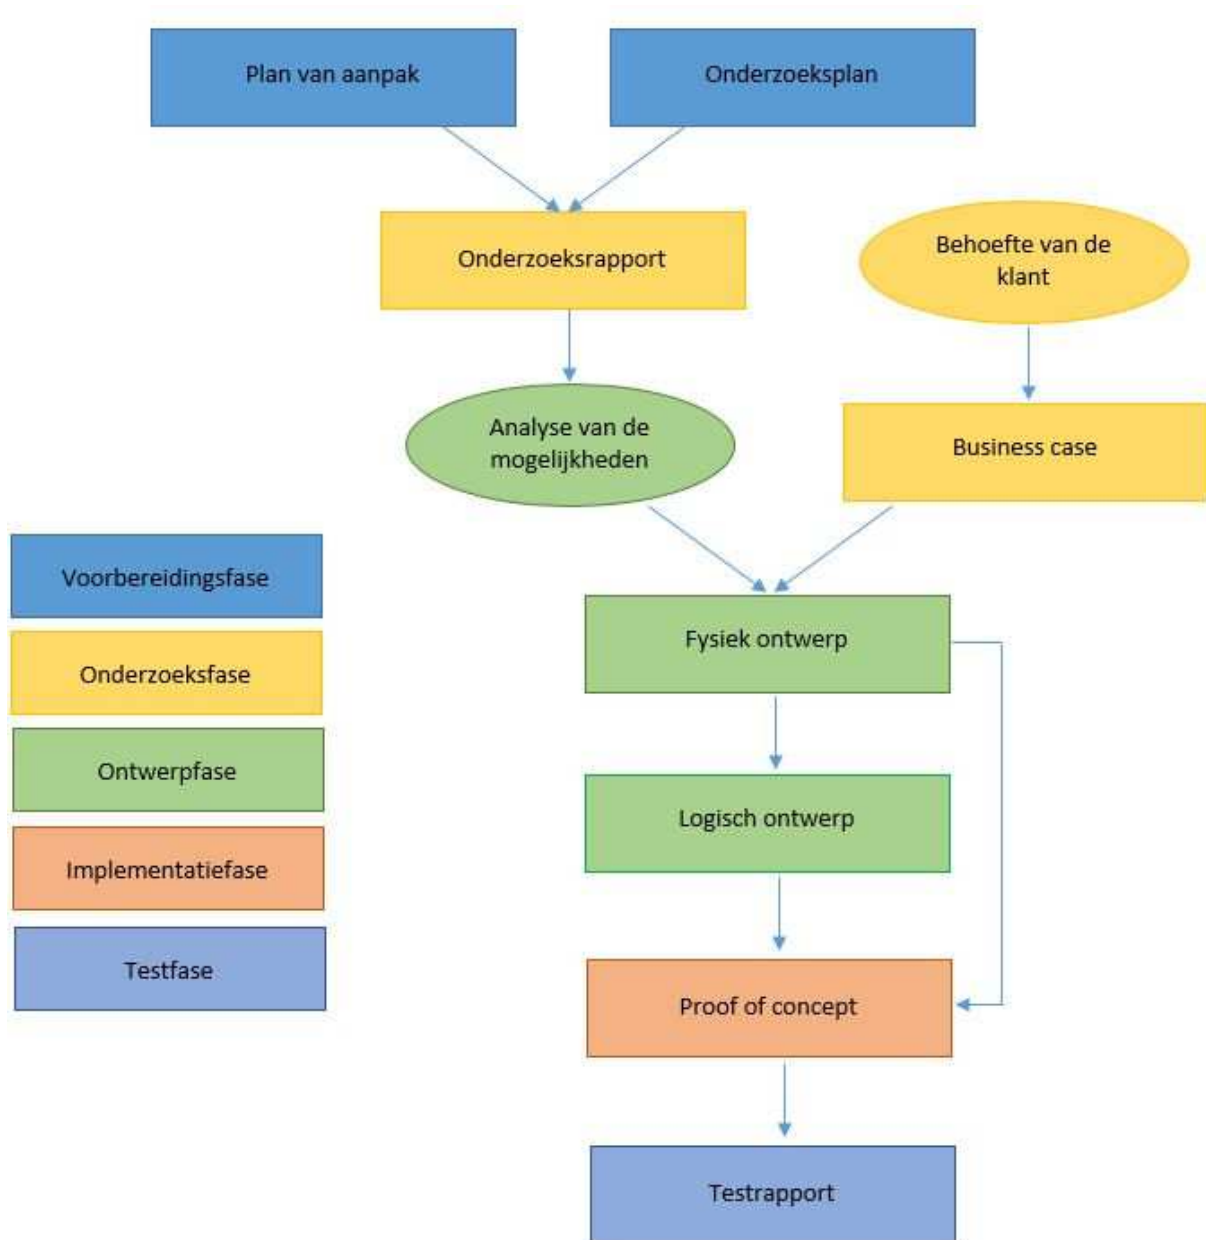 Plan van aanpak
Onderzoeksplan
Onderzoeksrapport
Behoefte van de
klant
Analyse van de
mogelijkheden
Business case
Voorbereidingsfase
Onderzoeksfase
Ontwerpfase
Implementatiefase
Testfase
Fysiek ontwerp
Logisch ontwerp
Proof of concept
Testrapport